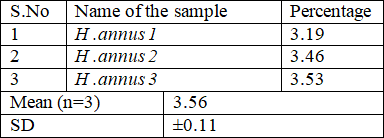 S.No Name of the sample Percentage
1 H .annus 1 3.19
2 H .annus 2 3.46
3 H .annus 3 3.53
Mean (n=3) 3.56
SD ±0.11